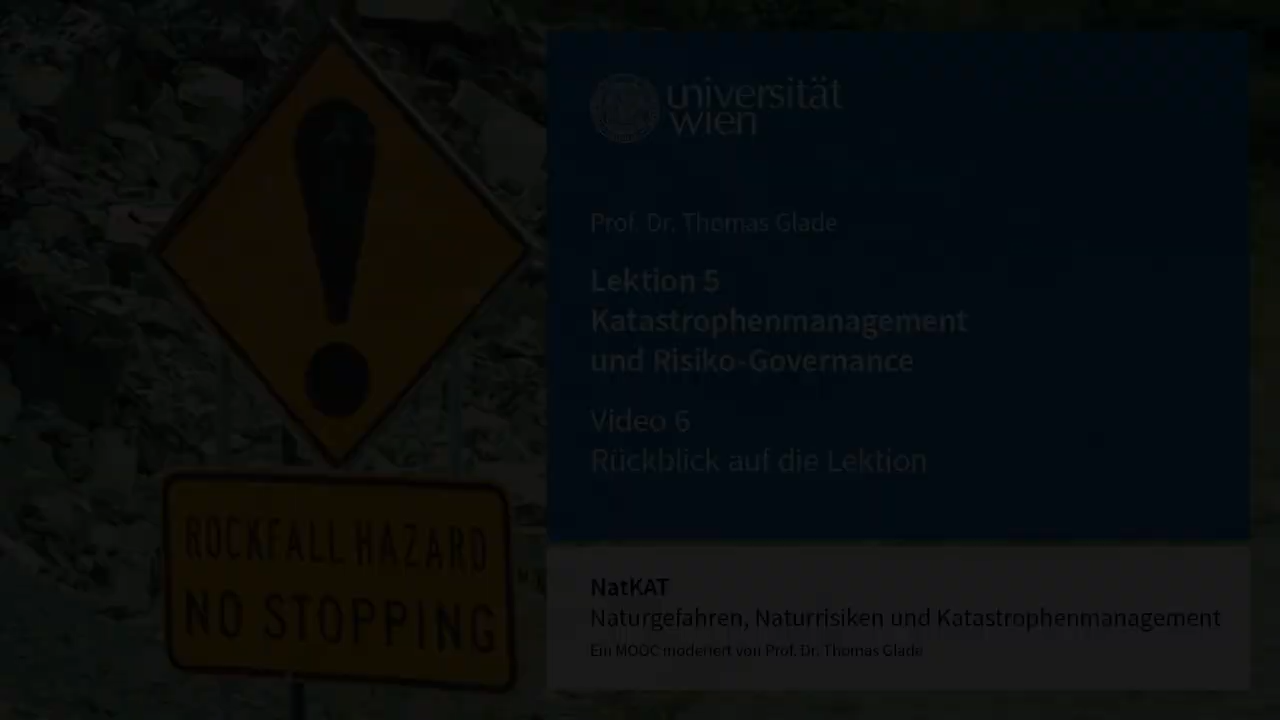 ROCKFALL HAZARD
NO STOPPING
universität
wien
Prof. Dr. Thomas Glade
Lektion 5
Katastrophenmanagement
und Risiko-Governance
Video 6
Rückblick auf die Lektion
NatKAT
Naturgefahren, Naturrisiken und Katastrophenmanagement
Ein MOOC moderiert von Prof. Dr. Thomas Glade